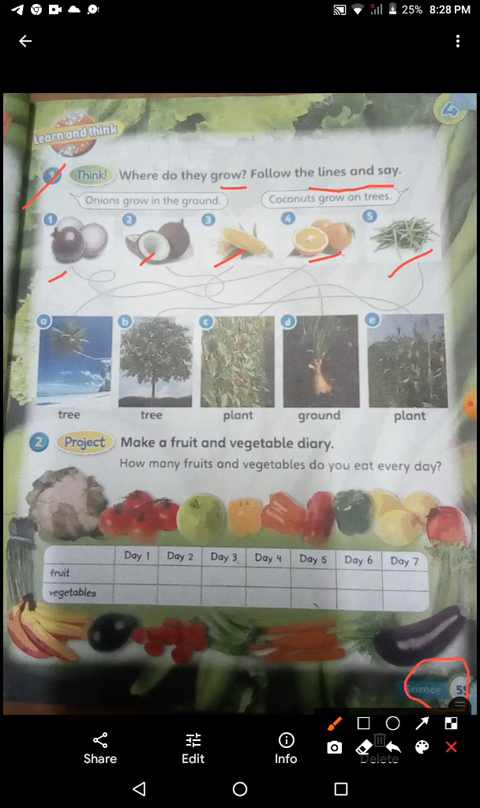 25% 8:28 PM
4
Learn and think
1 Think! Where do they grow? Follow the lines and say.
Onions grow in the ground. Coconuts grow on trees.
1 2 3 4 5
a b c d e
tree tree plant ground plant
2 Project Make a fruit and vegetable diary.
How many fruits and vegetables do you eat every day?
Day 1 Day 2 Day 3 Day 4 Day 5 Day 6 Day 7
fruit
vegetables
Science 55
Share Edit Info Delete